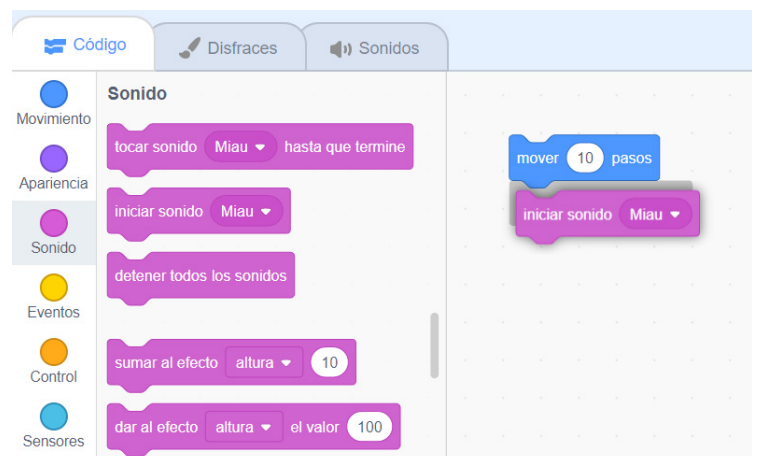 Código
Disfraces
Sonidos
Movimiento
Apariencia
Sonido
Eventos
Control
Sensores
Sonido
tocar sonido Miau hasta que termine
iniciar sonido Miau
detener todos los sonidos
sumar al efecto altura 10
dar al efecto altura el valor 100
mover 10 pasos
iniciar sonido Miau